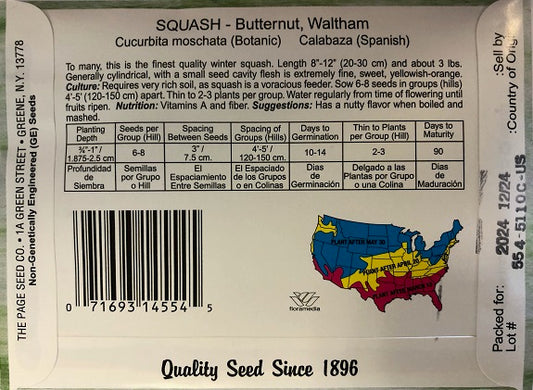 SQUASH - Butternut, Waltham
Cucurbita moschata (Botanic) Calabaza (Spanish)
To many, this is the finest quality winter squash. Length 8"-12" (20-30 cm) and about 3 lbs.
Generally cylindrical, with a small seed cavity flesh is extremely fine, sweet, yellowish-orange.
Culture: Requires very rich soil, as squash is a voracious feeder. Sow 6-8 seeds in groups (hills)
4'-5' (120-150 cm) apart. Thin to 2-3 plants per group. Water regularly from time of flowering until
fruits ripen. Nutrition: Vitamins A and fiber. Suggestions: Has a nutty flavor when boiled and
mashed.
Planting Depth Seeds per Group (Hill) Spacing Between Seeds Spacing of Groups (Hills) Days to Germination Thin to Plants per Group (Hill) Days to Maturity
¾"-1" / 1.875-2.5 cm 6-8 3" / 7.5 cm. 4'-5' / 120-150 cm. 10-14 2-3 90
Profundidad de Siembra Semillas por Grupo o Hill El Espaciamiento Entre Semillas El Espaciado de los Grupos o en Colinas Dias de Germinación Delgado a las Plantas por Grupo o una Colina Dias de Maduración
PLANT AFTER MAY 30
PLANT AFTER APRIL 20
PLANT AFTER MARCH 15
0 71693 14554 5
floramedia
Quality Seed Since 1896
THE PAGE SEED CO. • 1A GREEN STREET • GREENE, N.Y. 13778
Non-Genetically Engineered (GE) Seeds
Packed for: 2024 12/24
Lot # 554-5110C-US
:Sell by
:Country of Orig